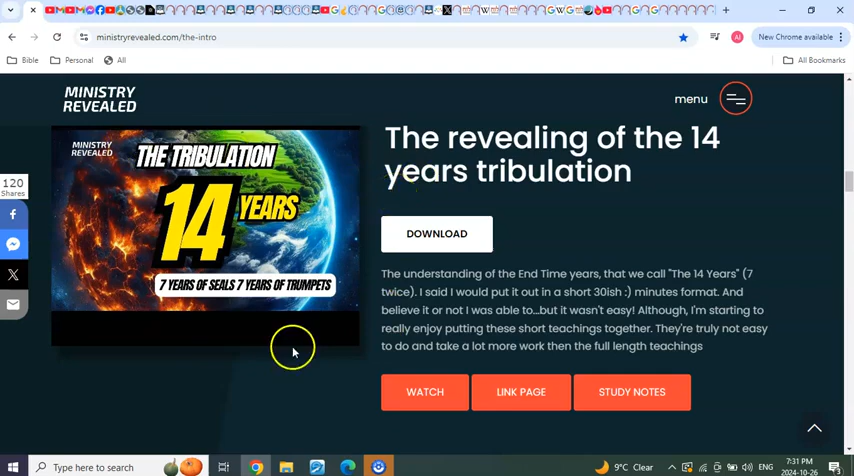 ministryrevealed.com/the-intro
New Chrome available
Bible
Personal
All
All Bookmarks
MINISTRY
REVEALED
menu
120
Shares
MINISTRY
REVEALED
THE TRIBULATION
14 YEARS
7 YEARS OF SEALS 7 YEARS OF TRUMPETS
The revealing of the 14
years tribulation
DOWNLOAD
The understanding of the End Time years, that we call "The 14 Years" (7
twice). I said I would put it out in a short 30ish :) minutes format. And
believe it or not I was able to...but it wasn't easy! Although, I'm starting to
really enjoy putting these short teachings together. They're truly not easy
to do and take a lot more work then the full length teachings
WATCH
LINK PAGE
STUDY NOTES
Type here to search
9°C Clear
ENG
7:31 PM
2024-10-26